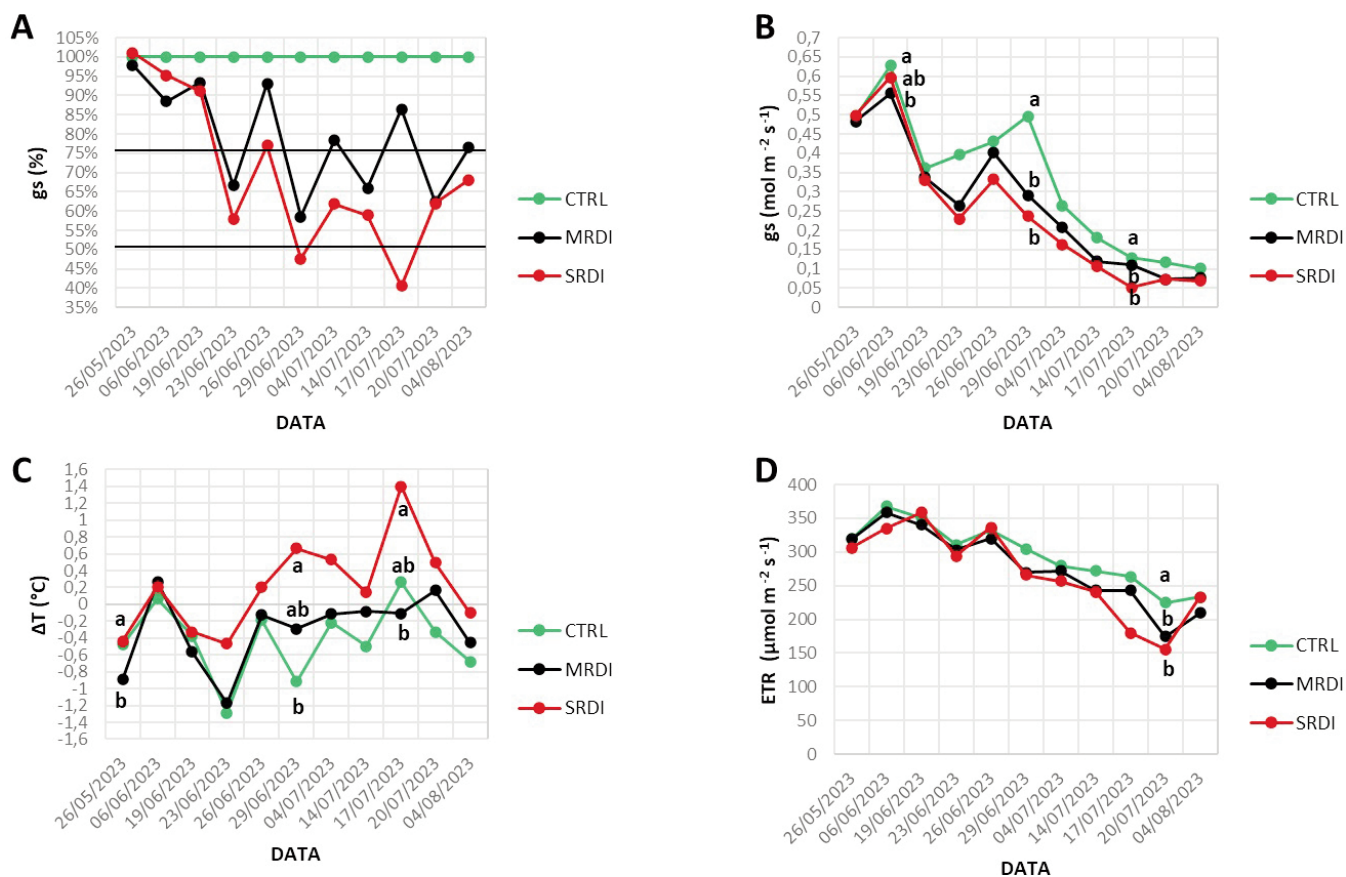 A
gs (%)
105%
100%
95%
90%
85%
80%
75%
70%
65%
60%
55%
50%
45%
40%
35%
26/05/2023
06/06/2023
19/06/2023
23/06/2023
26/06/2023
29/06/2023
04/07/2023
14/07/2023
17/07/2023
20/07/2023
04/08/2023
DATA
CTRL
MRDI
SRDI
B
gs (mol m -2 s-1)
0,7
0,65
0,6
0,55
0,5
0,45
0,4
0,35
0,3
0,25
0,2
0,15
0,1
0,05
0
a
ab
b
a
b
b
a
b
b
26/05/2023
06/06/2023
19/06/2023
23/06/2023
26/06/2023
29/06/2023
04/07/2023
14/07/2023
17/07/2023
20/07/2023
04/08/2023
DATA
CTRL
MRDI
SRDI
C
ΔT (°C)
1,6
1,4
1,2
1
0,8
0,6
0,4
0,2
0
-0,2
-0,4
-0,6
-0,8
-1
-1,2
-1,4
-1,6
a
b
a
ab
b
a
ab
b
26/05/2023
06/06/2023
19/06/2023
23/06/2023
26/06/2023
29/06/2023
04/07/2023
14/07/2023
17/07/2023
20/07/2023
04/08/2023
DATA
CTRL
MRDI
SRDI
D
ETR (µmol m -2 s-1)
400
350
300
250
200
150
100
50
0
a
b
b
26/05/2023
06/06/2023
19/06/2023
23/06/2023
26/06/2023
29/06/2023
04/07/2023
14/07/2023
17/07/2023
20/07/2023
04/08/2023
DATA
CTRL
MRDI
SRDI